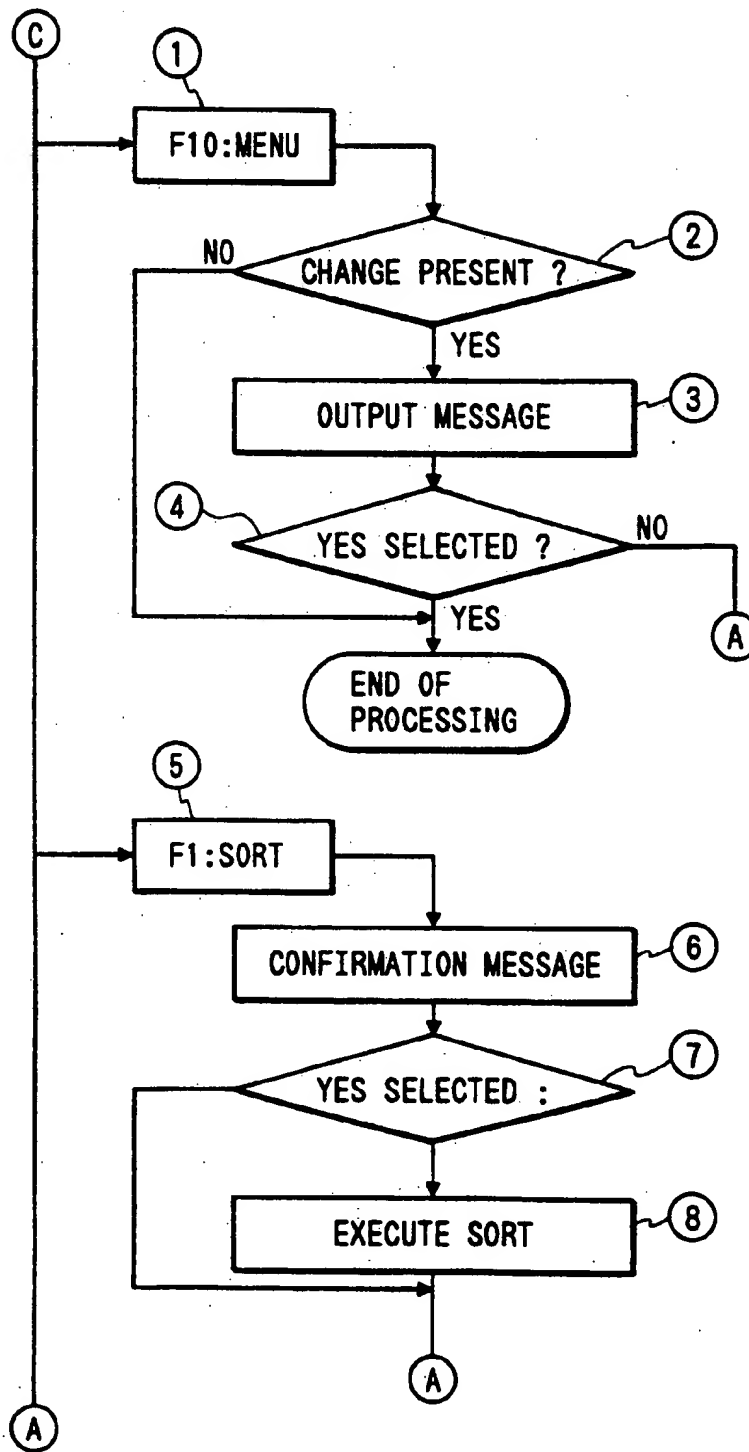 C
1
F10:MENU
2
NO
CHANGE PRESENT ?
YES
3
OUTPUT MESSAGE
4
YES SELECTED ?
NO
YES
A
END OF
PROCESSING
5
F1:SORT
6
CONFIRMATION MESSAGE
7
YES SELECTED :
8
EXECUTE SORT
A
A